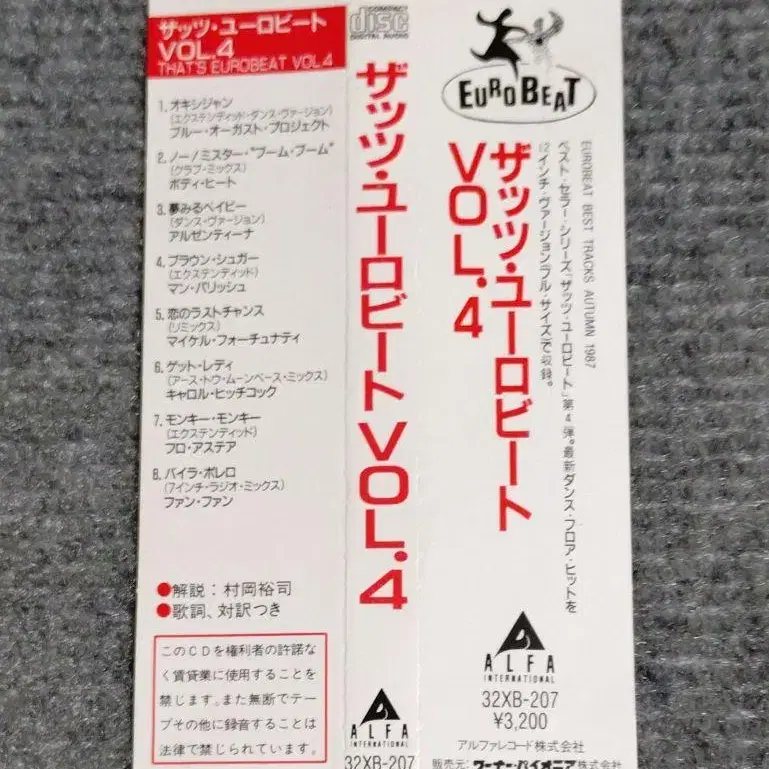 ザッツ・ユーロビート
VOL.4
THAT'S EUROBEAT VOL.4
1. オキシジャン
(エクステンディッド・ダンス・ヴァージョン)
ブルー・オーガスト・プロジェクト
2. ノー/ミスター・"ブーム・ブーム"
(クラブ・ミックス)
ボディ・ヒート
3. 夢みるベイビー
(ダンス・ヴァージョン)
アルゼンティーナ
4. ブラウン・シュガー
(エクステンディッド)
マン・パリッシュ
5. 恋のラストチャンス
(リミックス)
マイケル・フォーチュナティ
6. ゲット・レディ
(アース・トゥ・ムーンベース・ミックス)
キャロル・ヒッチコック
7. モンキー・モンキー
(エクステンディッド)
フロ・アステア
8. バイラ・ボレロ
(7インチ・ラジオ・ミックス)
ファン・ファン
●解説：村岡裕司
●歌詞、対訳つき
このCDを権利者の許諾な
く賃貸業に使用することを
禁じます。また無断でテー
プその他に録音することは
法律で禁じられています。
COMPACT
disc
DIGITAL AUDIO
ザッツ・ユーロビート VOL.4
ALFA
INTERNATIONAL
32XB-207
EUROBEAT
ザッツ・ユーロビート
VOL.4
EUROBEAT BEST TRACKS AUTUMN 1987
ベスト・セラー・シリーズ「ザッツ・ユーロビート」第4弾。最新ダンス・フロア・ヒットを
12インチ・ヴァージョン(フル・サイズ)で収録。
ALFA
INTERNATIONAL
32XB-207
¥3,200
アルファレコード株式会社
販売元：ワーナー・パイオニア株式会社